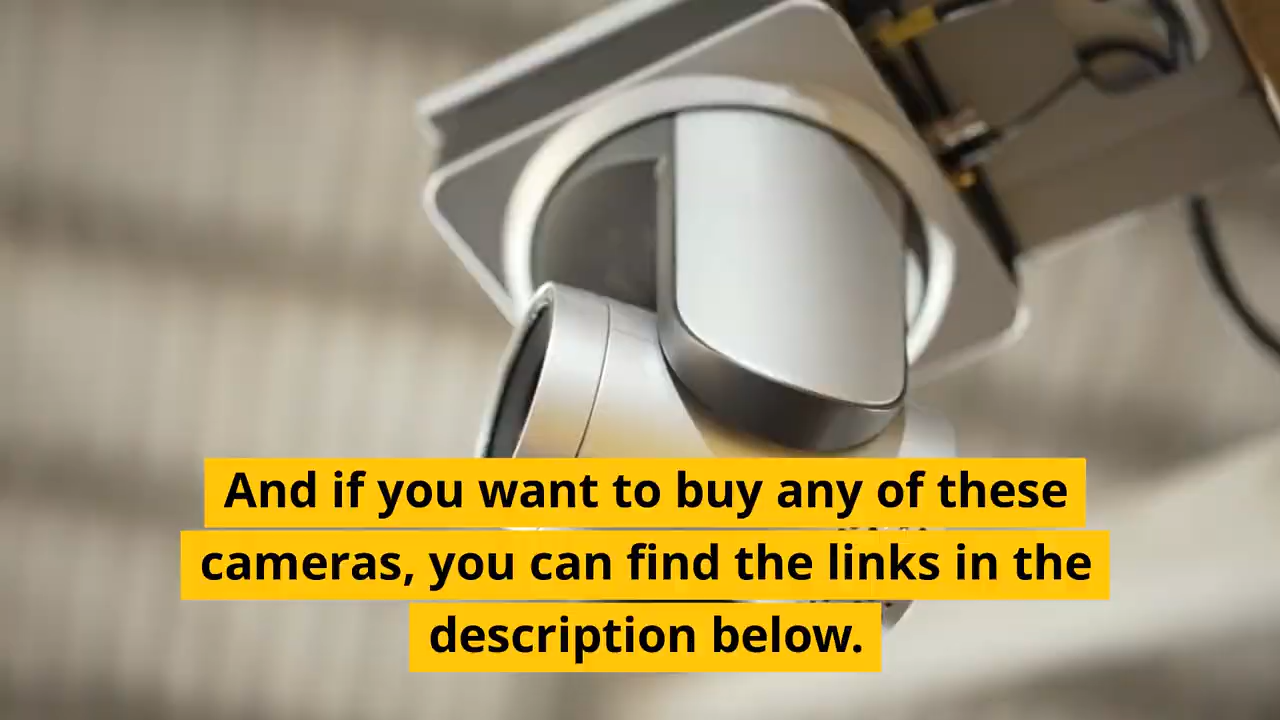 And if you want to buy any of these
cameras, you can find the links in the
description below.